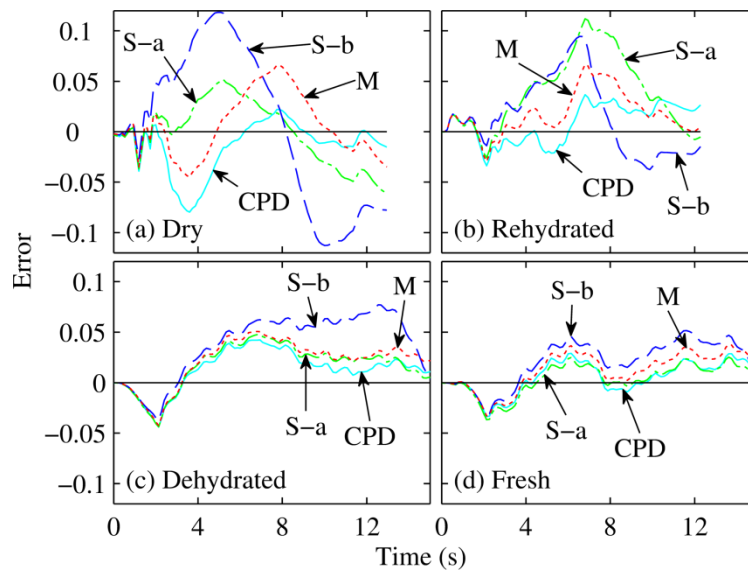 0.1
0.05
0
−0.05
−0.1
S−a
S−b
M
CPD
(a) Dry
M
S−a
CPD
S−b
(b) Rehydrated
Error
0.1
0.05
0
−0.05
−0.1
S−b
M
S−a
CPD
(c) Dehydrated
S−b
M
S−a
CPD
(d) Fresh
0 4 8 12 0 4 8 12
Time (s)